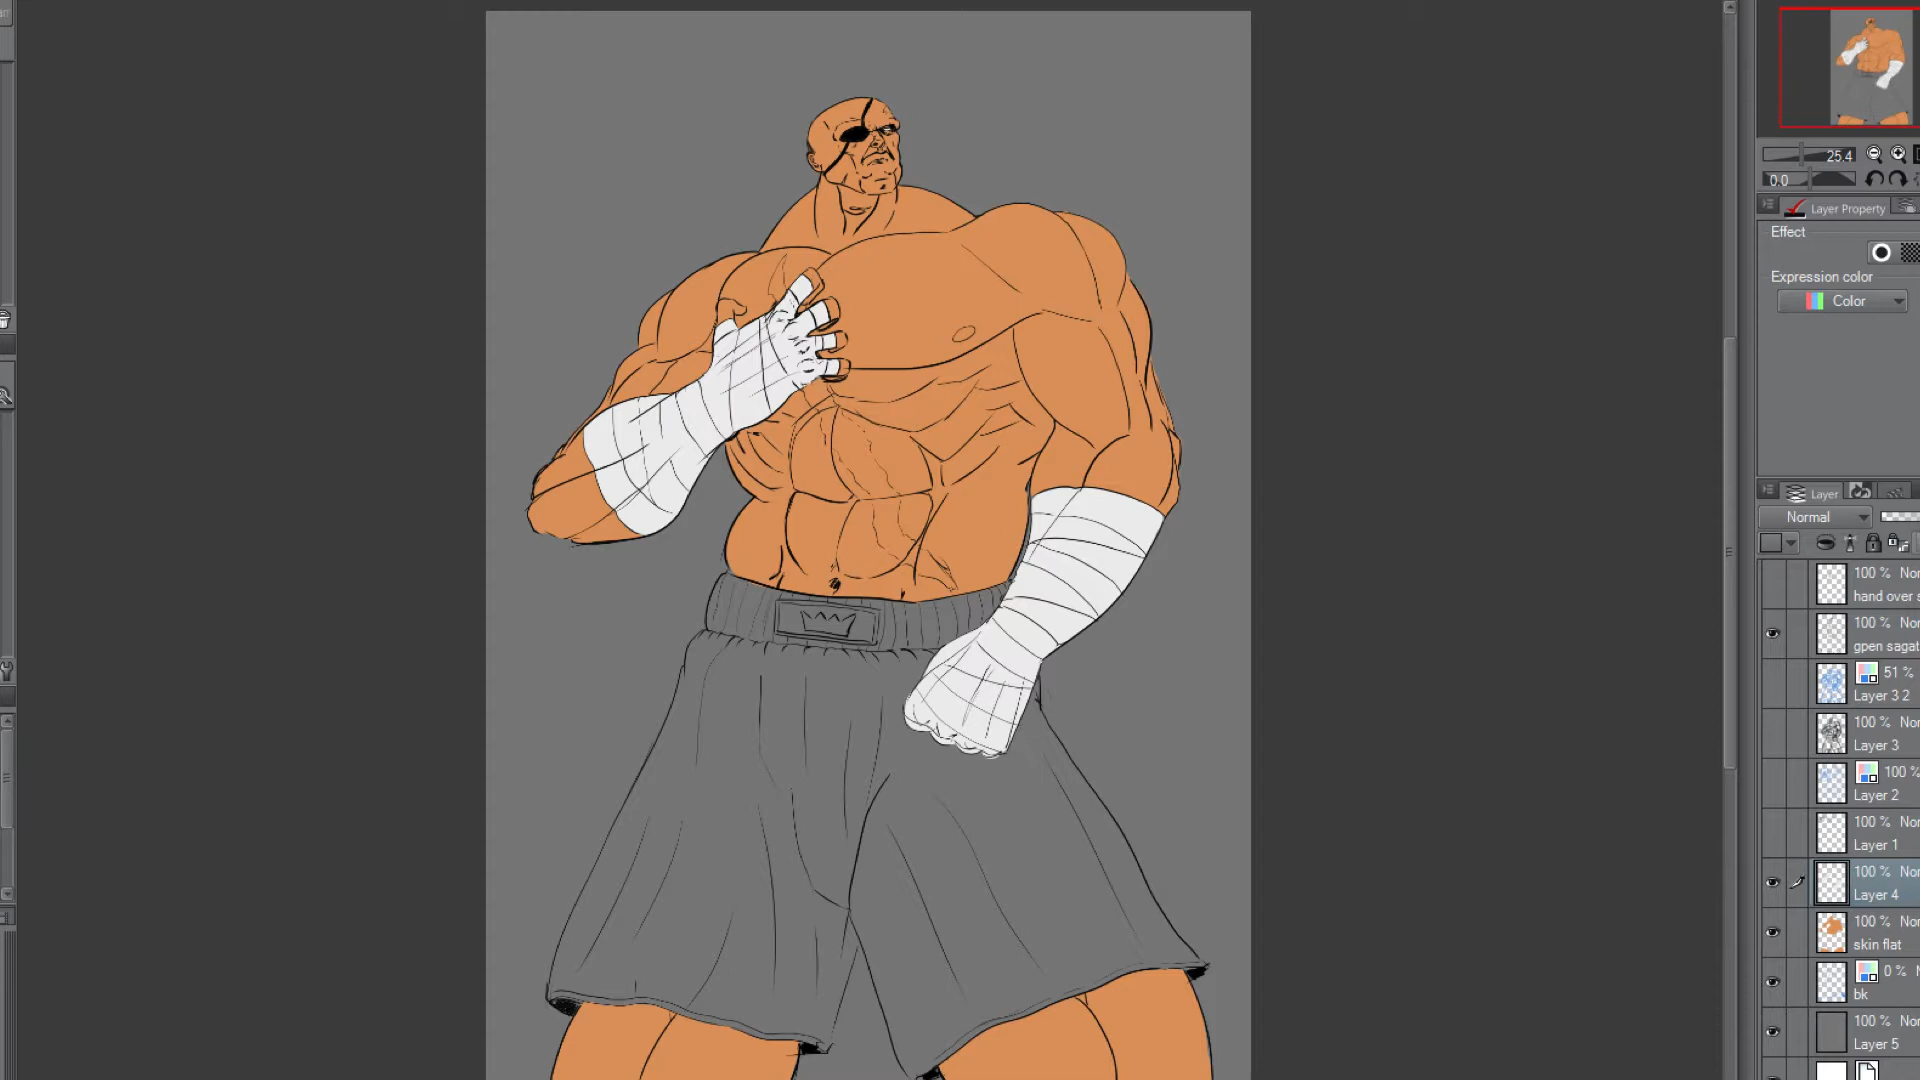 25.4
0.0
Layer Property
Effect
Expression color
Color
Layer
Normal
100 %
hand over s
100 %
gpen sagat
51 %
Layer 3 2
100 %
Layer 3
100 %
Layer 2
100 %
Layer 1
100 %
Layer 4
100 %
skin flat
0 %
bk
100 %
Layer 5